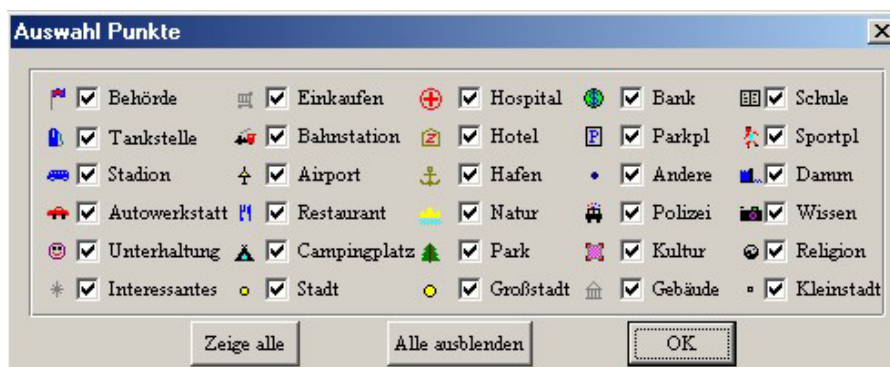 Auswahl Punkte
Behörde Einkaufen Hospital Bank Schule
Tankstelle Bahnstation Hotel P Parkpl Sportpl
Stadion Airport Hafen Andere Damm
Autowerkstatt Restaurant Natur Polizei Wissen
Unterhaltung Campingplatz Park Kultur Religion
Interessantes Stadt Großstadt Gebäude Kleinstadt
Zeige alle Alle ausblenden OK